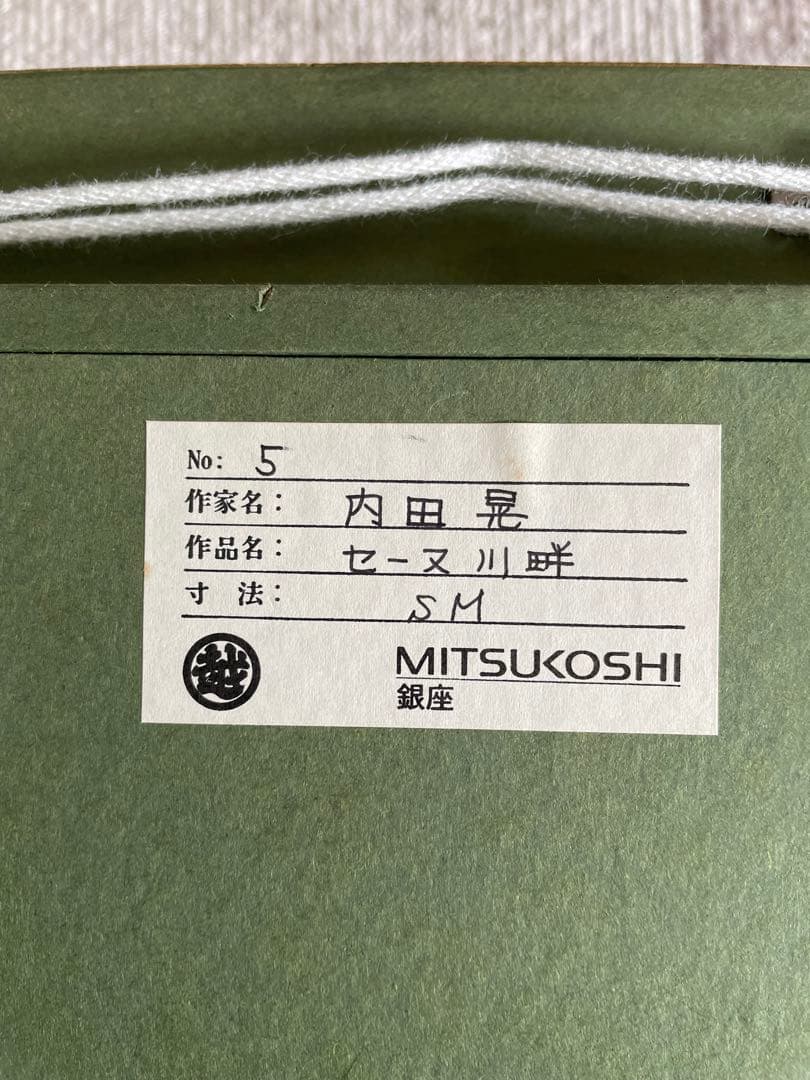 No: 5
作家名: 内田 晃
作品名: セーヌ川畔
寸 法: SM
越 MITSUKOSHI
銀座